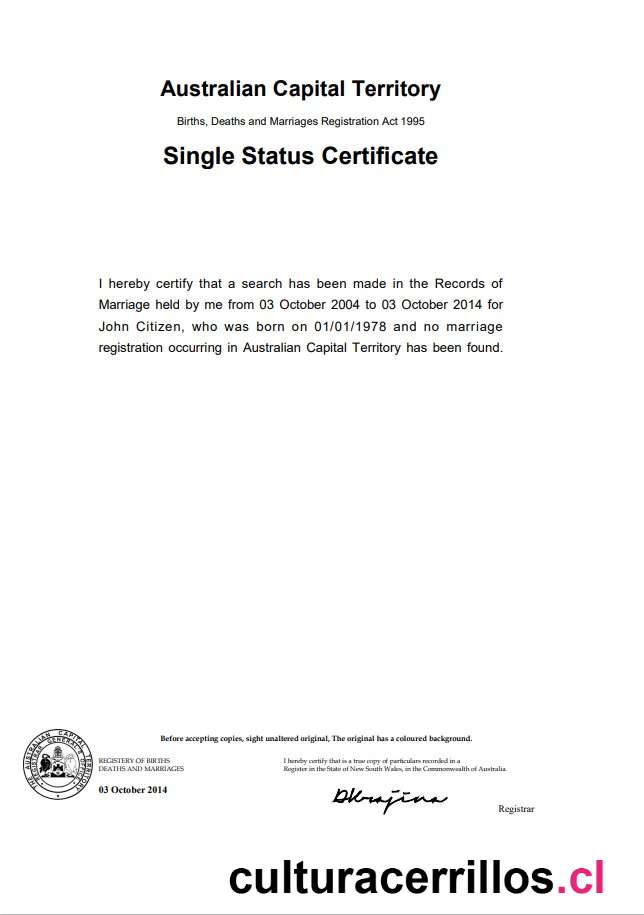 Australian Capital Territory
Births, Deaths and Marriages Registration Act 1995
Single Status Certificate
I hereby certify that a search has been made in the Records of
Marriage held by me from 03 October 2004 to 03 October 2014 for
John Citizen, who was born on 01/01/1978 and no marriage
registration occurring in Australian Capital Territory has been found.
Before accepting copies, sight unaltered original, The original has a coloured background.
AUSTRALIAN CAPITAL TERRITORY
THE REGISTRAR GENERAL'S OFFICE
REGISTERY OF BIRTHS
DEATHS AND MARRIAGES
03 October 2014
I hereby certify that is a true copy of particulars recorded in a
Register in the State of New South Wales, in the Commonwealth of Australia.
Registrar
culturacerrillos.cl